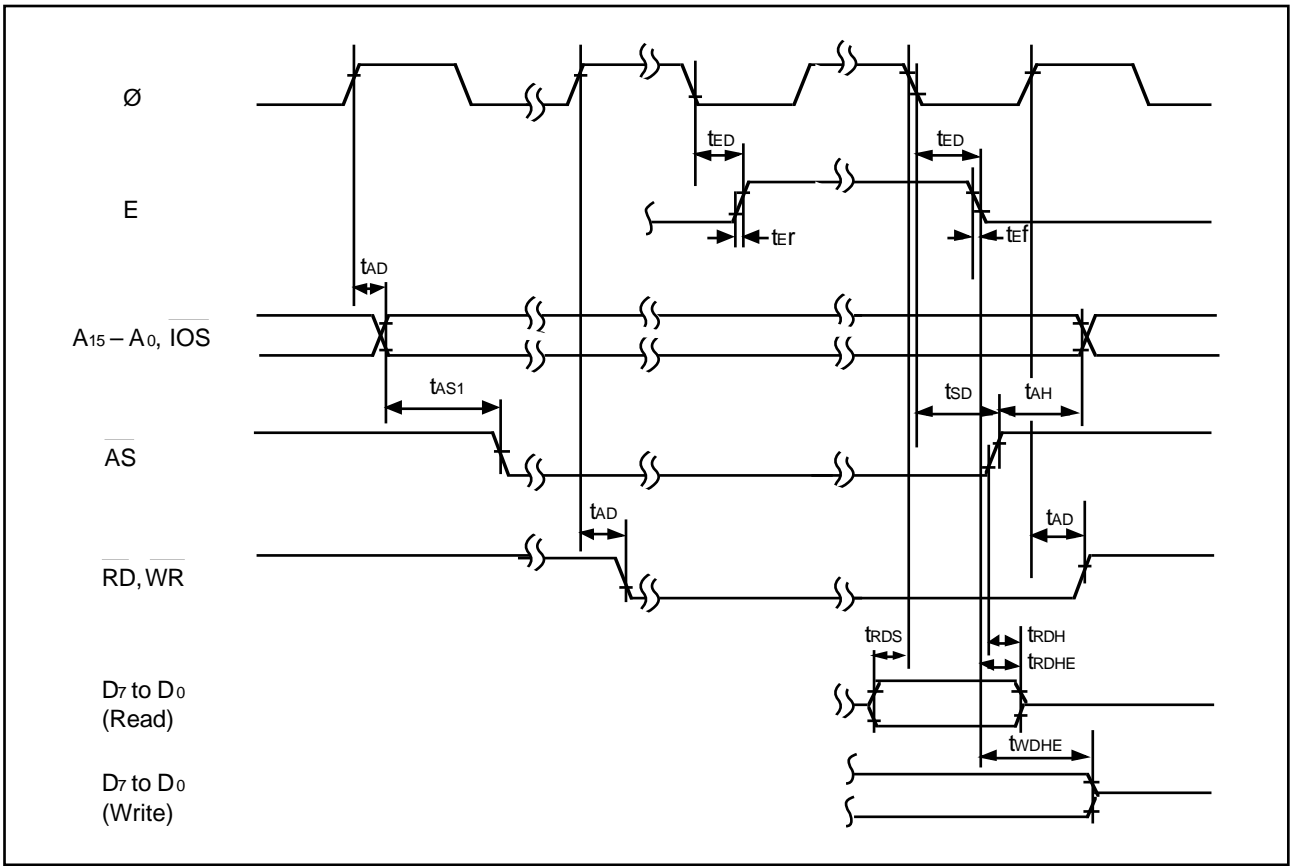 Ø
tED
tED
E
tEr
tEf
tAD
A15 – A0, IOS
tAS1
tSD
tAH
AS
tAD
tAD
RD, WR
tRDS
tRDH
tRDHE
D7 to D0
(Read)
tWDHE
D7 to D0
(Write)